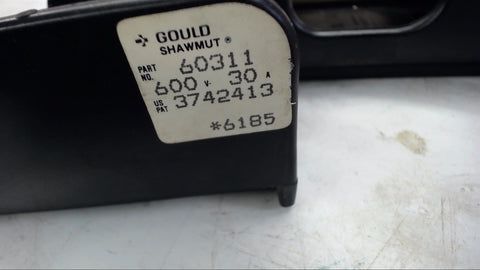 GOULD
SHAWMUT ®
PART NO. 60311
600 V. 30 A
US PAT 3742413
*6185